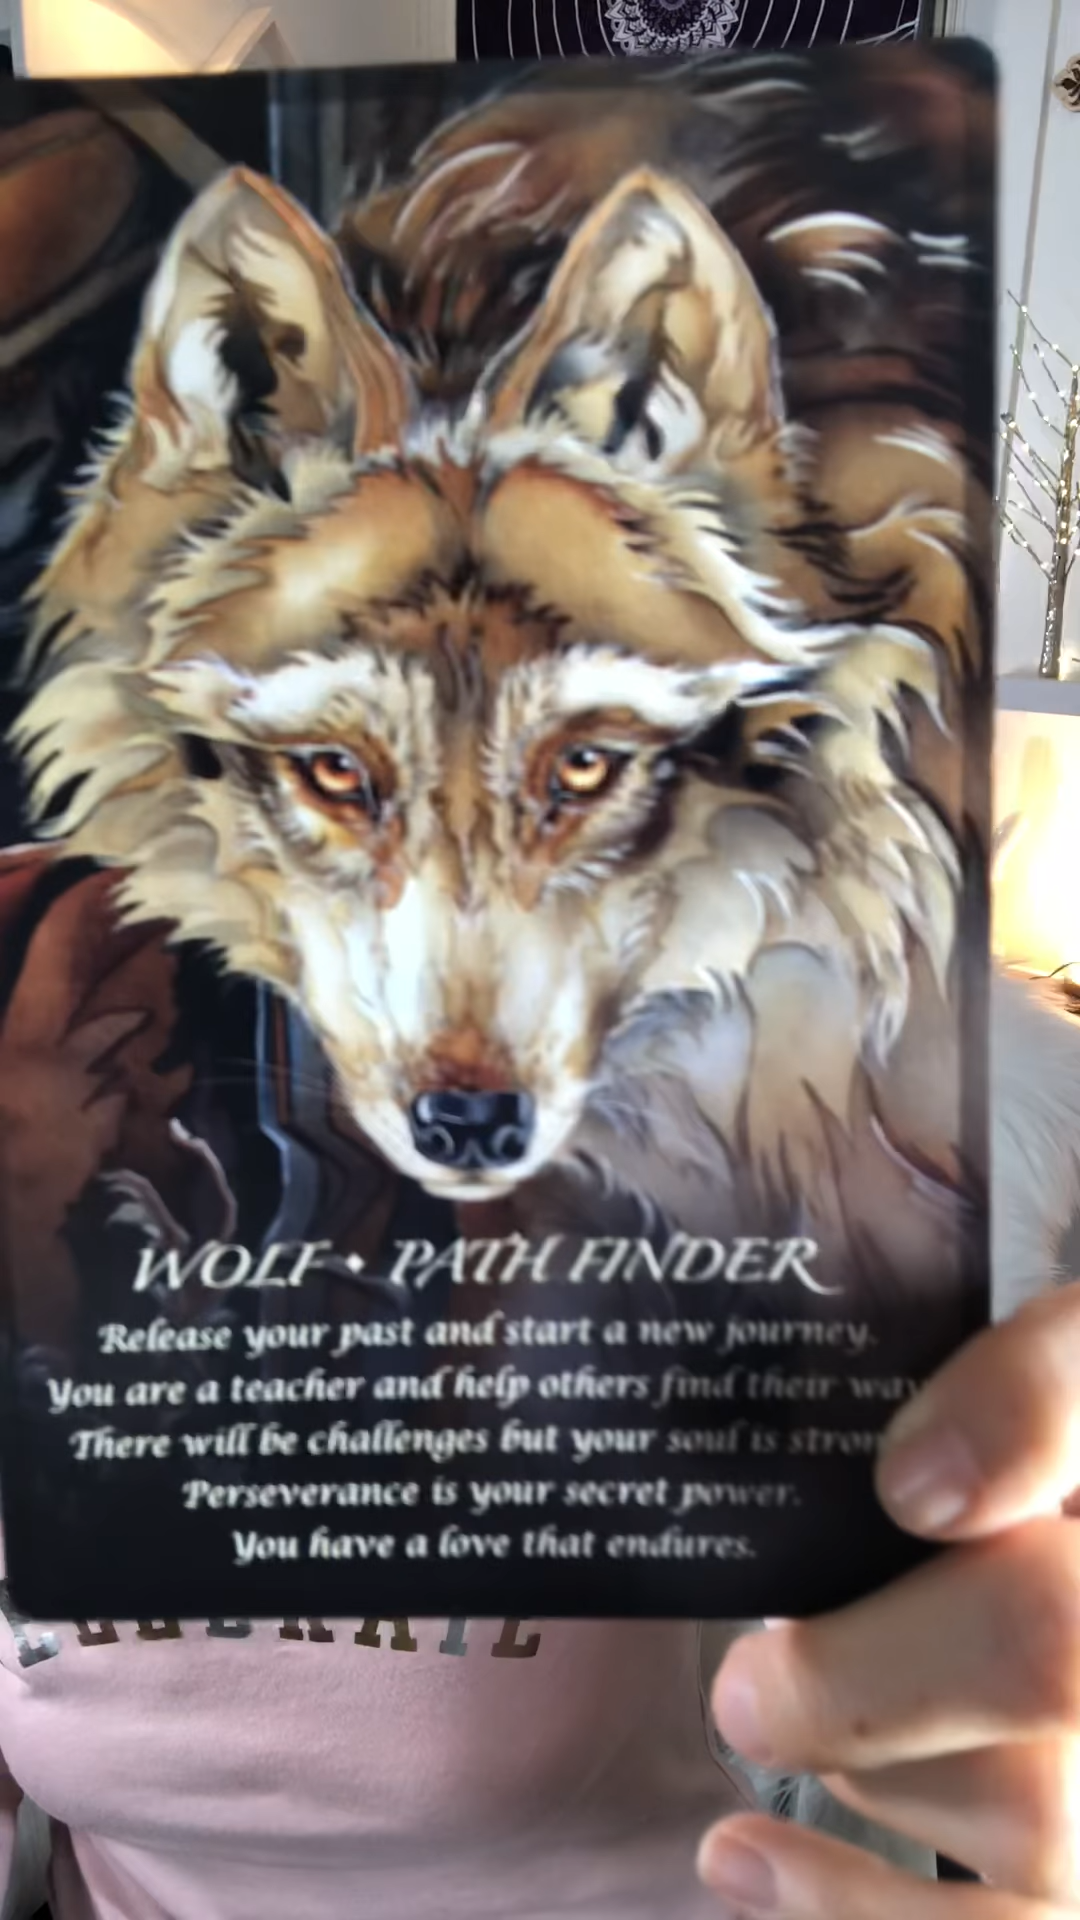 WOLF • PATH FINDER
Release your past and start a new journey.
You are a teacher and help others find their way
There will be challenges but your soul is stron
Perseverance is your secret power.
You have a love that endures.